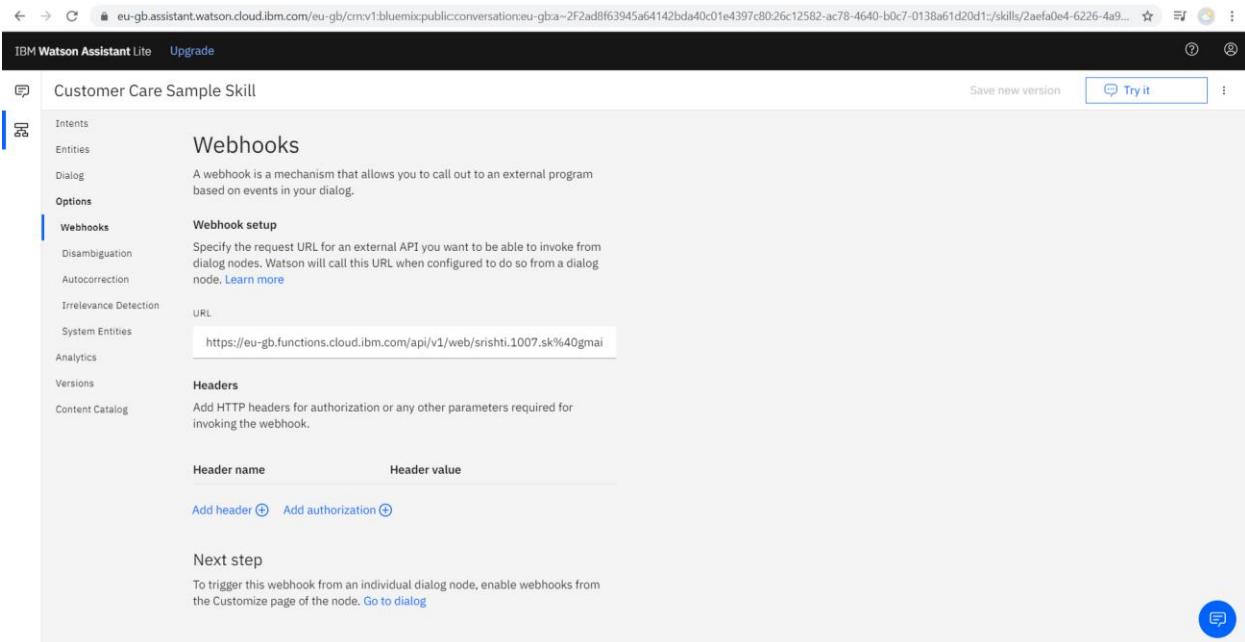 eu-gb.assistant.watson.cloud.ibm.com/eu-gb/crn:v1:bluemix:public:conversation:eu-gb:a~2F2ad8f63945a64142bda40c01e4397c80:26c12582-ac78-4640-b0c7-0138a61d20d1::/skills/2aefa0e4-6226-4a9...
IBM Watson Assistant Lite Upgrade
Customer Care Sample Skill Save new version Try it
Intents
Entities
Dialog
Options
Webhooks
Disambiguation
Autocorrection
Irrelevance Detection
System Entities
Analytics
Versions
Content Catalog
Webhooks
A webhook is a mechanism that allows you to call out to an external program
based on events in your dialog.
Webhook setup
Specify the request URL for an external API you want to be able to invoke from
dialog nodes. Watson will call this URL when configured to do so from a dialog
node. Learn more
URL
https://eu-gb.functions.cloud.ibm.com/api/v1/web/srishti.1007.sk%40gmai
Headers
Add HTTP headers for authorization or any other parameters required for
invoking the webhook.
Header name Header value
Add header Add authorization
Next step
To trigger this webhook from an individual dialog node, enable webhooks from
the Customize page of the node. Go to dialog